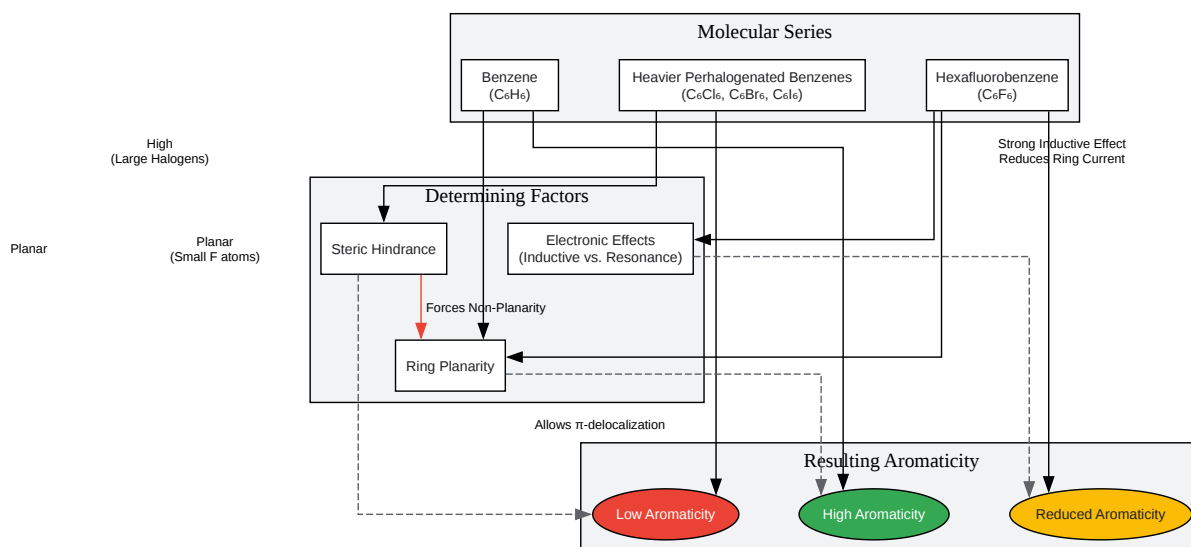 Molecular Series
Benzene
(C₆H₆)
Heavier Perhalogenated Benzenes
(C₆Cl₆, C₆Br₆, C₆I₆)
Hexafluorobenzene
(C₆F₆)
High
(Large Halogens)
Strong Inductive Effect
Reduces Ring Current
Determining Factors
Planar
Planar
(Small F atoms)
Steric Hindrance
Electronic Effects
(Inductive vs. Resonance)
Forces Non-Planarity
Ring Planarity
Allows π-delocalization
Resulting Aromaticity
Low Aromaticity
High Aromaticity
Reduced Aromaticity